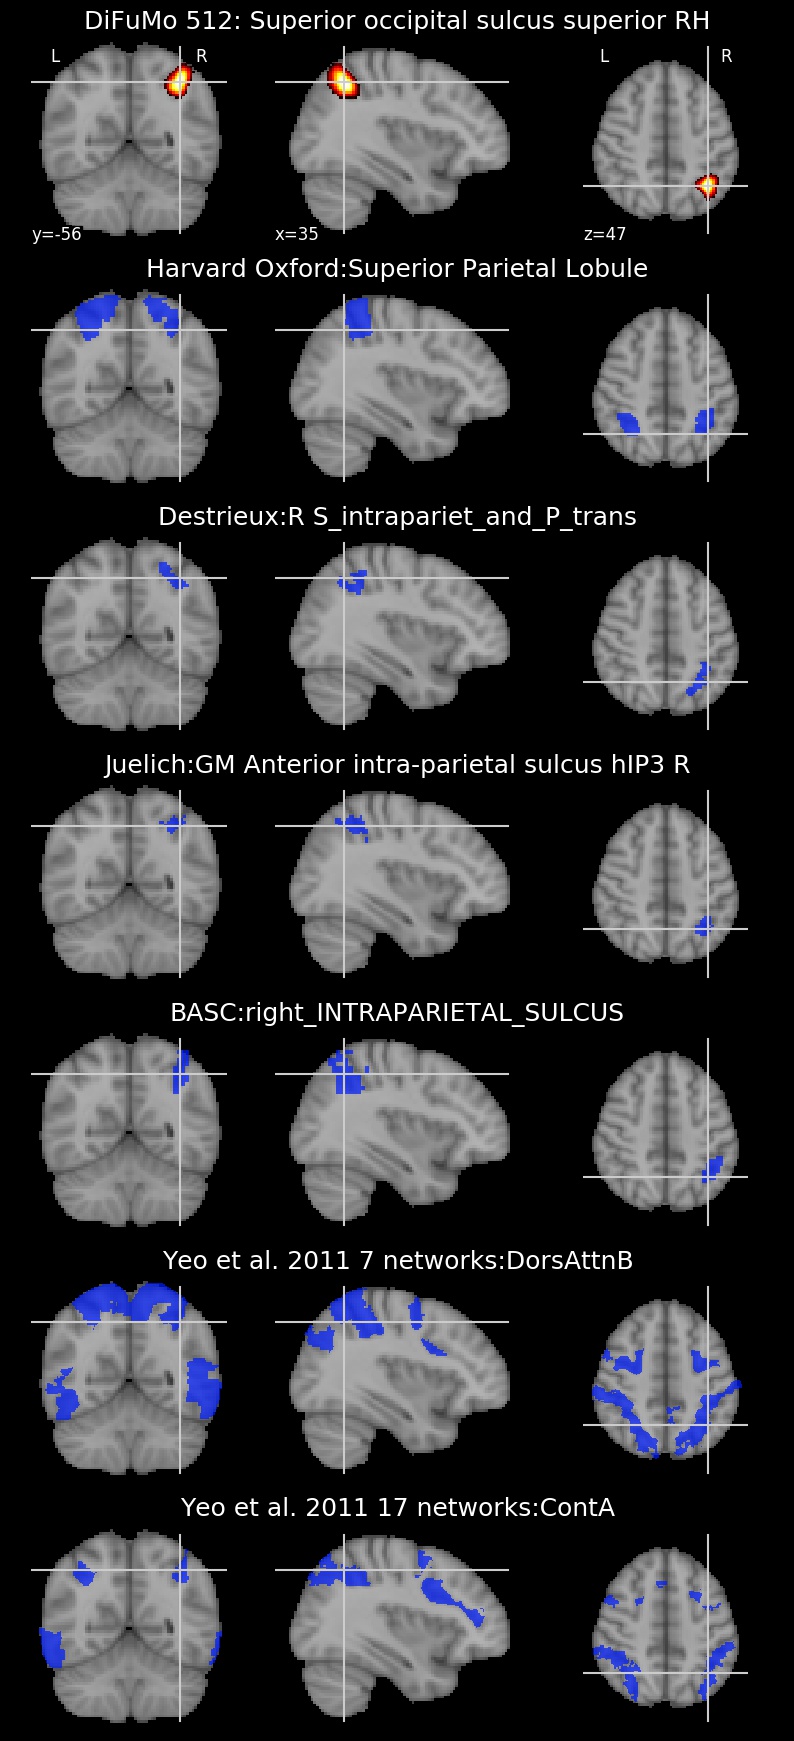 DiFuMo 512: Superior occipital sulcus superior RH
L R L R
y=-56 x=35 z=47
Harvard Oxford:Superior Parietal Lobule
Destrieux:R S_intrapariet_and_P_trans
Juelich:GM Anterior intra-parietal sulcus hIP3 R
BASC:right_INTRAPARIETAL_SULCUS
Yeo et al. 2011 7 networks:DorsAttnB
Yeo et al. 2011 17 networks:ContA